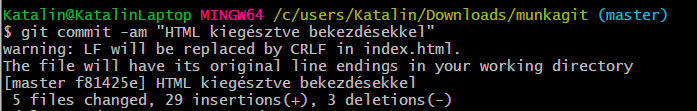 Katalin@KatalinLaptop MINGW64 /c/users/Katalin/Downloads/munkagit (master)
$ git commit -am "HTML kiegésztve bekezdésekkel"
warning: LF will be replaced by CRLF in index.html.
The file will have its original line endings in your working directory
[master f81425e] HTML kiegésztve bekezdésekkel
 5 files changed, 29 insertions(+), 3 deletions(-)